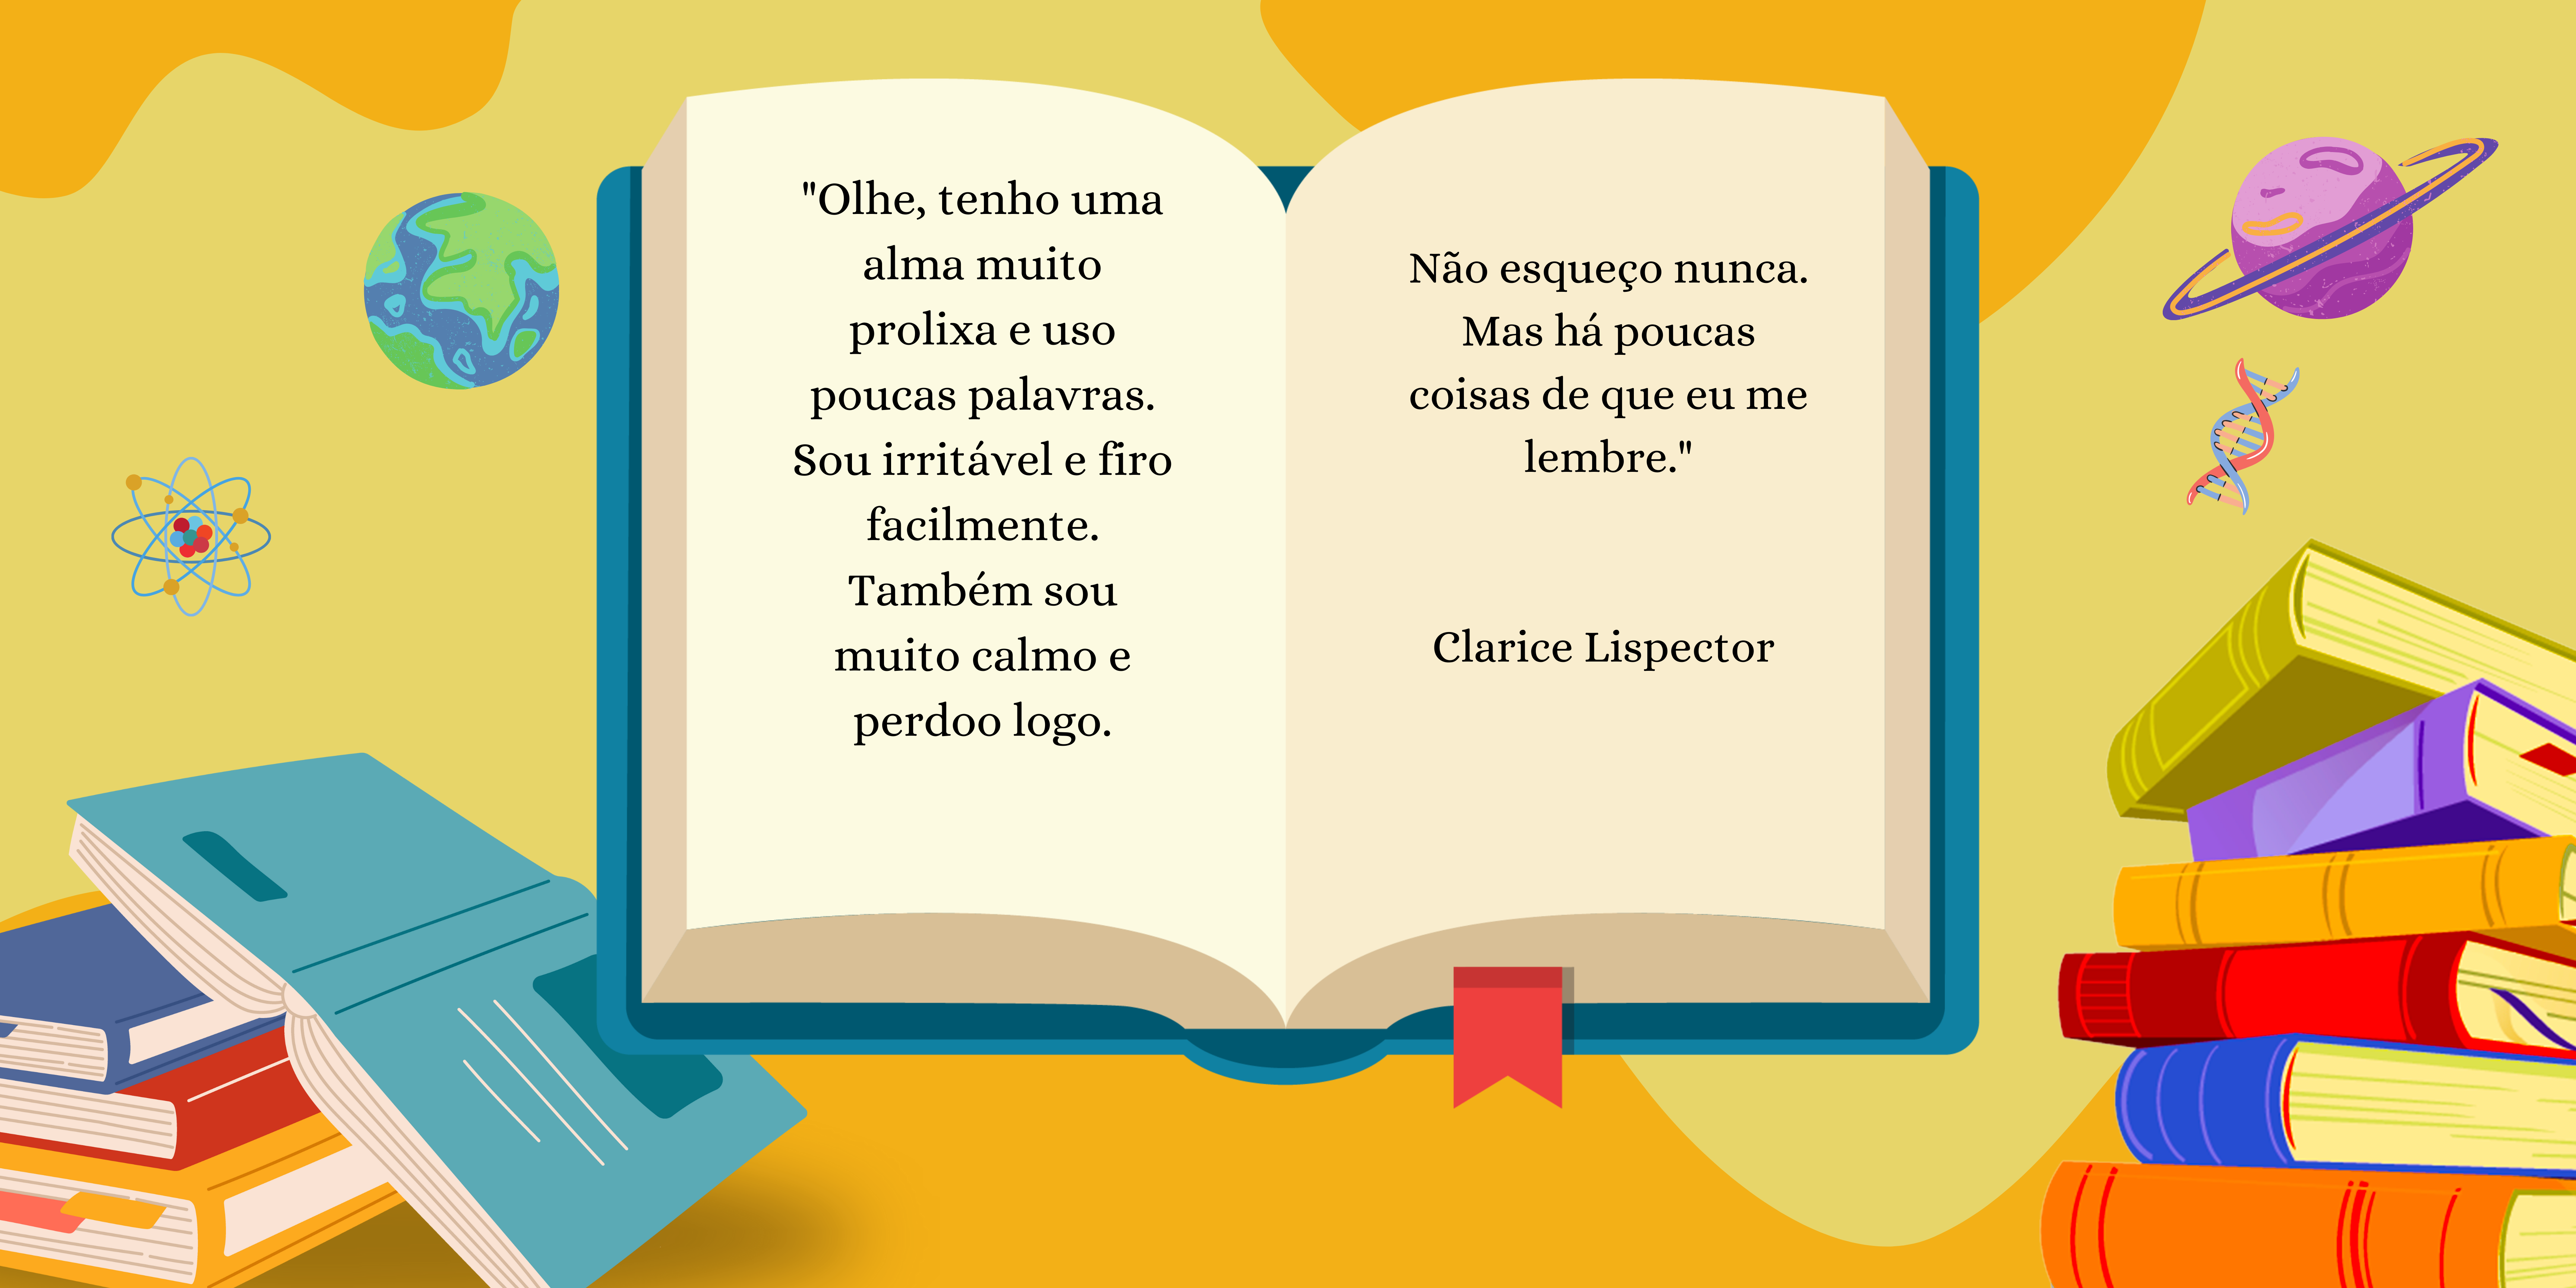 "Olhe, tenho uma
alma muito
prolixa e uso
poucas palavras.
Sou irritável e firo
facilmente.
Também sou
muito calmo e
perdoo logo.
Não esqueço nunca.
Mas há poucas
coisas de que eu me
lembre."
Clarice Lispector